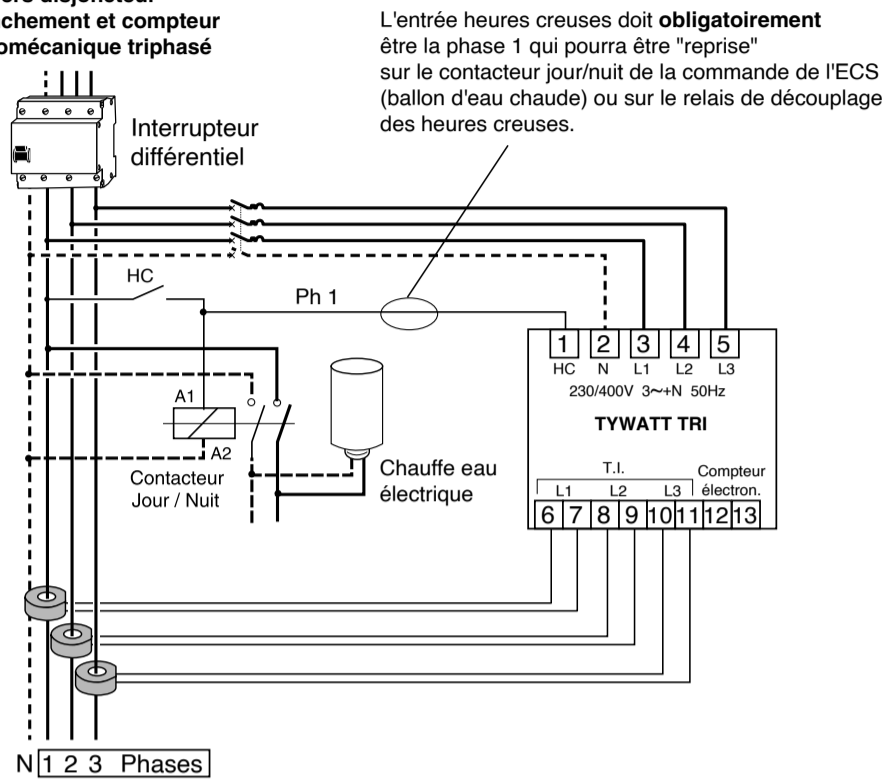 branchement et compteur
électromécanique triphasé
L'entrée heures creuses doit obligatoirement
être la phase 1 qui pourra être "reprise"
sur le contacteur jour/nuit de la commande de l'ECS
(ballon d'eau chaude) ou sur le relais de découplage
des heures creuses.
Interrupteur
différentiel
HC
Ph 1
1 2 3 4 5
HC N L1 L2 L3
230/400V 3~+N 50Hz
TYWATT TRI
A1
A2
Contacteur
Jour / Nuit
Chauffe eau
électrique
T.I.
Compteur
L1 L2 L3 électron.
6 7 8 9 10 11 12 13
N 1 2 3 Phases